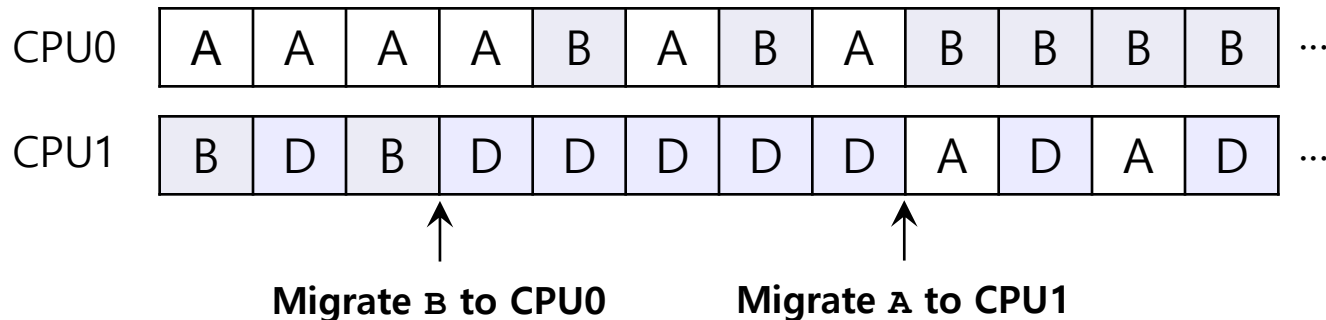 CPU0 A A A A B A B A B B B B ...
CPU1 B D B D D D D D A D A D ...
Migrate B to CPU0 Migrate A to CPU1